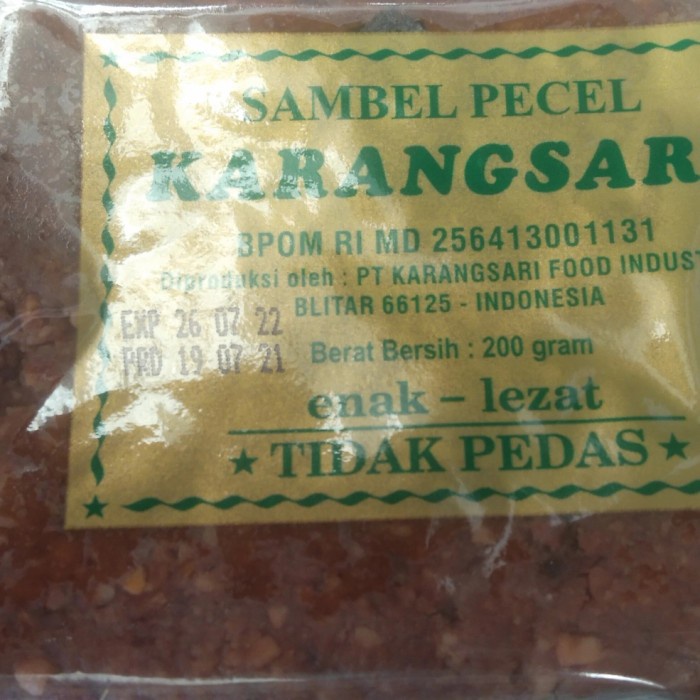 SAMBEL PECEL
KARANGSAR
BPOM RI MD 256413001131
Diproduksi oleh : PT KARANGSARI FOOD INDUST
BLITAR 66125 - INDONESIA
EXP 26 07 22
PRD 19 07 21
Berat Bersih : 200 gram
enak – lezat
★ TIDAK PEDAS ★